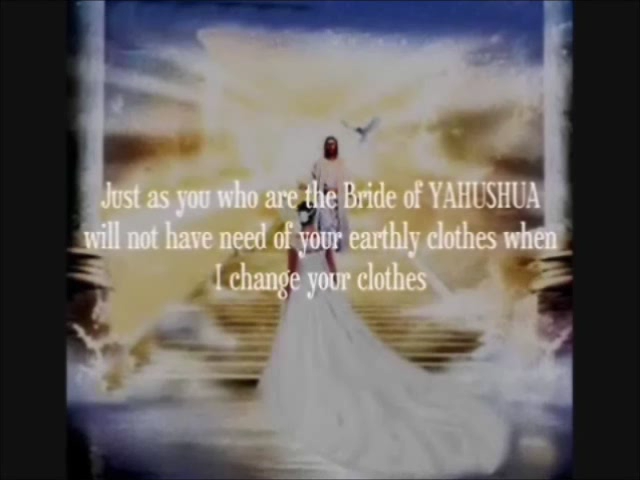 Just as you who are the Bride of YAHUSHUA
will not have need of your earthly clothes when
I change your clothes